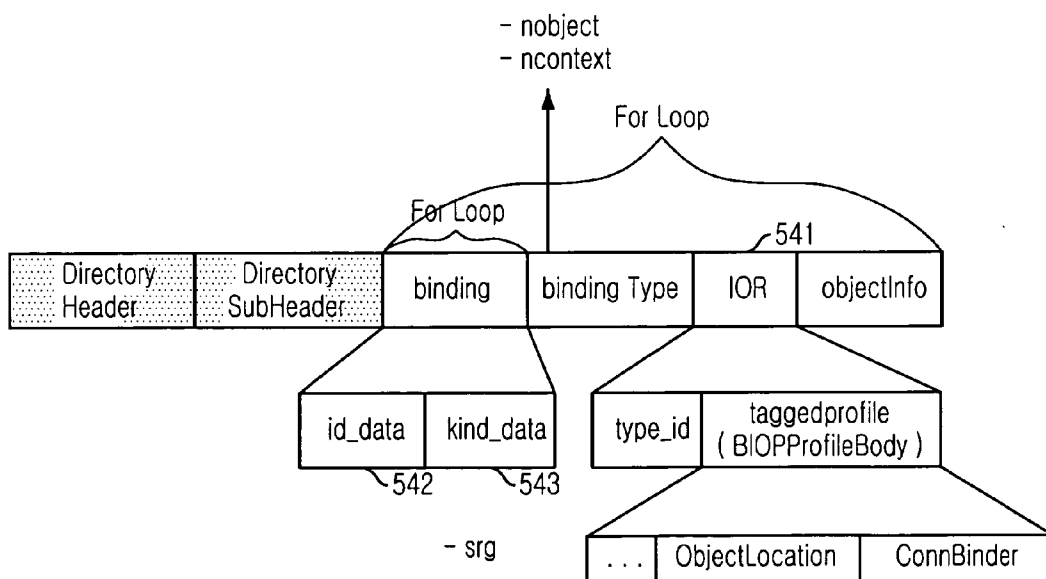 - nobject
- ncontext
For Loop
For Loop
541
Directory Header
Directory SubHeader
binding
binding Type
IOR
objectInfo
id_data
kind_data
type_id
taggedprofile
( BIOPProfileBody )
542
543
- srg
...
ObjectLocation
ConnBinder